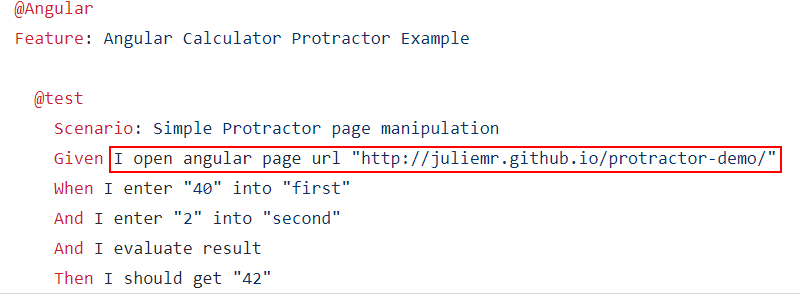 @Angular
Feature: Angular Calculator Protractor Example
@test
Scenario: Simple Protractor page manipulation
Given I open angular page url "http://juliemr.github.io/protractor-demo/"
When I enter "40" into "first"
And I enter "2" into "second"
And I evaluate result
Then I should get "42"